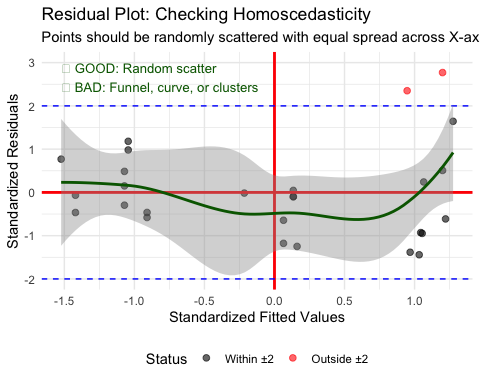 Residual Plot: Checking Homoscedasticity
Points should be randomly scattered with equal spread across X-ax
□ GOOD: Random scatter
□ BAD: Funnel, curve, or clusters
Standardized Residuals
3
2
1
0
-1
-2
-1.5 -1.0 -0.5 0.0 0.5 1.0
Standardized Fitted Values
Status Within ±2 Outside ±2